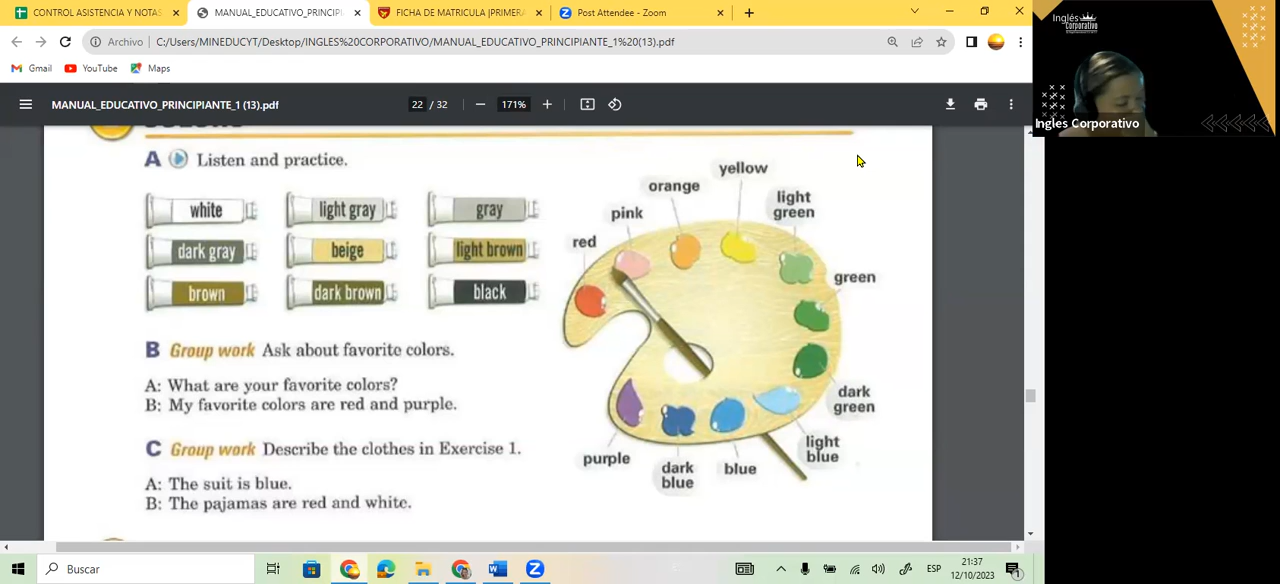 CONTROL ASISTENCIA Y NOTAS
MANUAL_EDUCATIVO_PRINCIPI
FICHA DE MATRICULA |PRIMERA
Post Attendee - Zoom
Archivo
C:/Users/MINEDUCYT/Desktop/INGLES%20CORPORATIVO/MANUAL_EDUCATIVO_PRINCIPIANTE_1%20(13).pdf
Gmail
YouTube
Maps
MANUAL_EDUCATIVO_PRINCIPIANTE_1 (13).pdf
22 / 32
171%
Inglés
Corporativo
Ingles Corporativo
A Listen and practice.
white
light gray
gray
dark gray
beige
light brown
brown
dark brown
black
red
pink
orange
yellow
light
green
green
dark
green
light
blue
blue
dark
blue
purple
B Group work Ask about favorite colors.
A: What are your favorite colors?
B: My favorite colors are red and purple.
C Group work Describe the clothes in Exercise 1.
A: The suit is blue.
B: The pajamas are red and white.
Buscar
ESP
21:37
12/10/2023
1